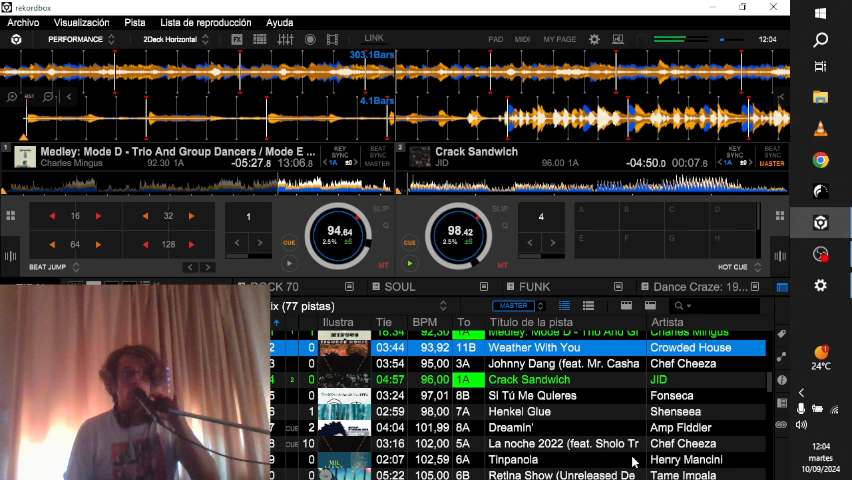 rekordbox
Archivo Visualización Pista Lista de reproducción Ayuda
PERFORMANCE 2Deck Horizontal FX LINK PAD MIDI MY PAGE 12:04
303.1Bars
RST
4.1Bars
1 Medley: Mode D - Trio And Group Dancers / Mode E ... KEY SYNC BEAT SYNC
Charles Mingus 92.30 1A -05:27.8 13:06.8 1A ±0 MASTER
2 Crack Sandwich KEY SYNC BEAT SYNC
JID 96.00 1A -04:50.0 00:07.6 1A ±0 MASTER
16 32 1 SLIP 4 SLIP A B C D
94.64 Q 98.42 Q
64 128 CUE 2.5% ±6 CUE 2.5% ±6 E F G H
BEAT JUMP MT MT HOT CUE
ROCK 70 SOUL FUNK Dance Craze: 19...
ix (77 pistas) MASTER
Ilustra Tie BPM To Título de la pista Artista
1 18:34 92,30 1A Medley: Mode D - Trio And Gr Charles Mingus
2 0 03:44 93,92 11B Weather With You Crowded House
3 0 03:54 95,00 3A Johnny Dang (feat. Mr. Casha Chef Cheeza
4 2 0 04:57 96,00 1A Crack Sandwich JID
5 0 03:24 97,01 8B Si Tú Me Quieres Fonseca
6 1 02:59 98,00 7A Henkel Glue Shenseea
7 CUE 2 04:04 101,99 8A Dreamin' Amp Fiddler
8 CUE 10 03:16 102,00 5A La noche 2022 (feat. Sholo Tr Chef Cheeza
9 0 02:07 102,59 6A Tinpanola Henry Mancini
0 05:22 105,00 6B Retina Show (Unreleased De Tame Impala
24°C
12:04
martes
10/09/2024